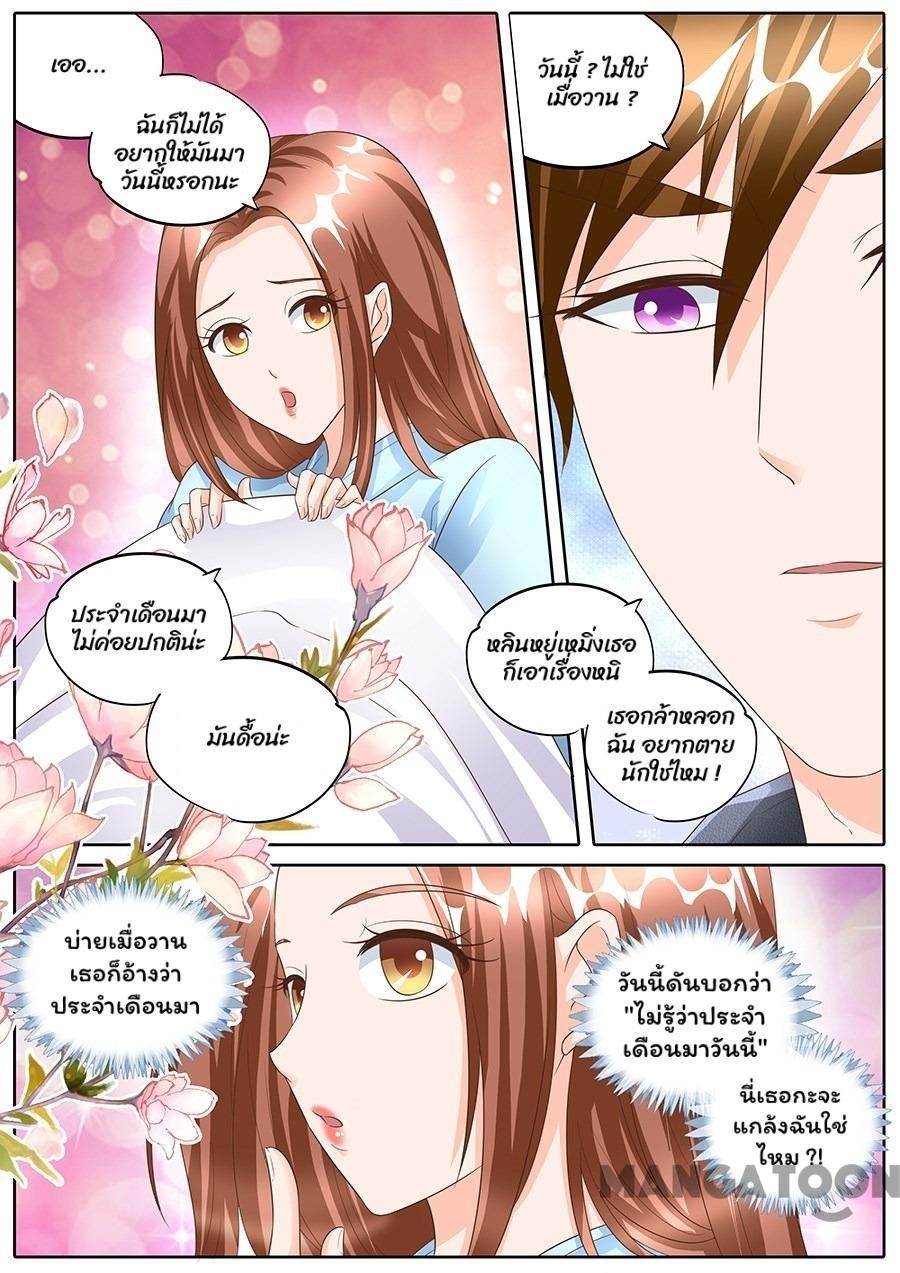 เออ...
ฉันก็ไม่ได้
อยากให้มันมา
วันนี้หรอกนะ
วันนี้ ? ไม่ใช่
เมื่อวาน ?
ประจำเดือนมา
ไม่ค่อยปกติน่ะ
มันดื้อน่ะ
หลินหยู่เหมิ่งเธอ
ก็เอาเรื่องหนิ
เธอกล้าหลอก
ฉัน อยากตาย
นักใช่ไหม !
บ่ายเมื่อวาน
เธอก็อ้างว่า
ประจำเดือนมา
วันนี้ดันบอกว่า
"ไม่รู้ว่าประจำ
เดือนมาวันนี้"
นี่เธอกะจะ
แกล้งฉันใช่
ไหม ?!
MANGATOON